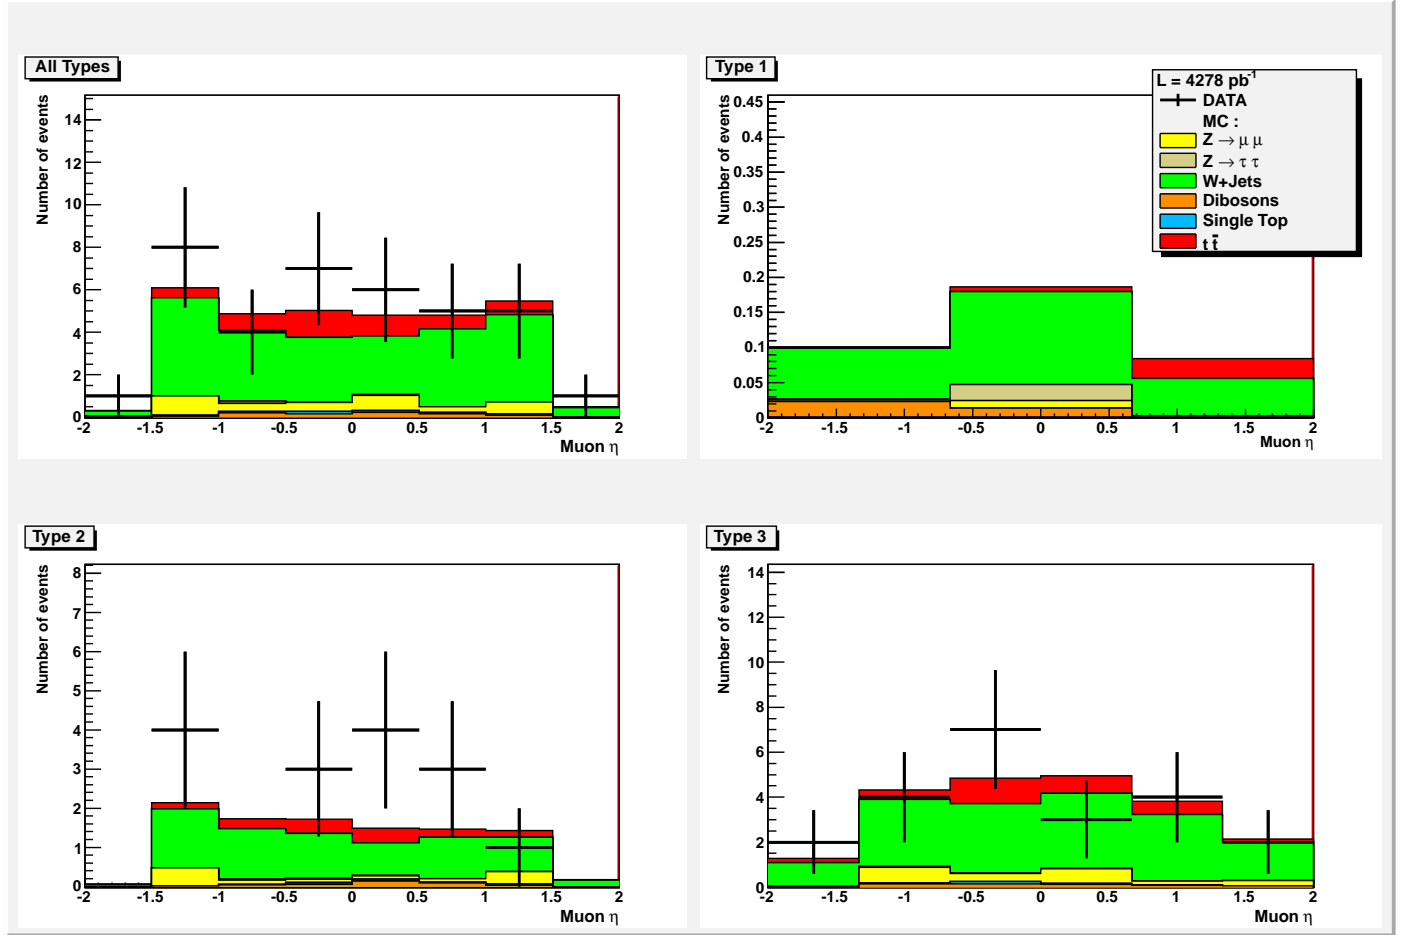 All Types
Number of events
14
12
10
8
6
4
2
0
-2 -1.5 -1 -0.5 0 0.5 1 1.5 2
Muon η
Type 1
Number of events
0.45
0.4
0.35
0.3
0.25
0.2
0.15
0.1
0.05
0
-2 -1.5 -1 -0.5 0 0.5 1 1.5 2
Muon η
L = 4278 pb⁻¹
DATA
MC :
Z → μ μ
Z → τ τ
W+Jets
Dibosons
Single Top
t t̄
Type 2
Number of events
8
7
6
5
4
3
2
1
0
-2 -1.5 -1 -0.5 0 0.5 1 1.5 2
Muon η
Type 3
Number of events
14
12
10
8
6
4
2
0
-2 -1.5 -1 -0.5 0 0.5 1 1.5 2
Muon η